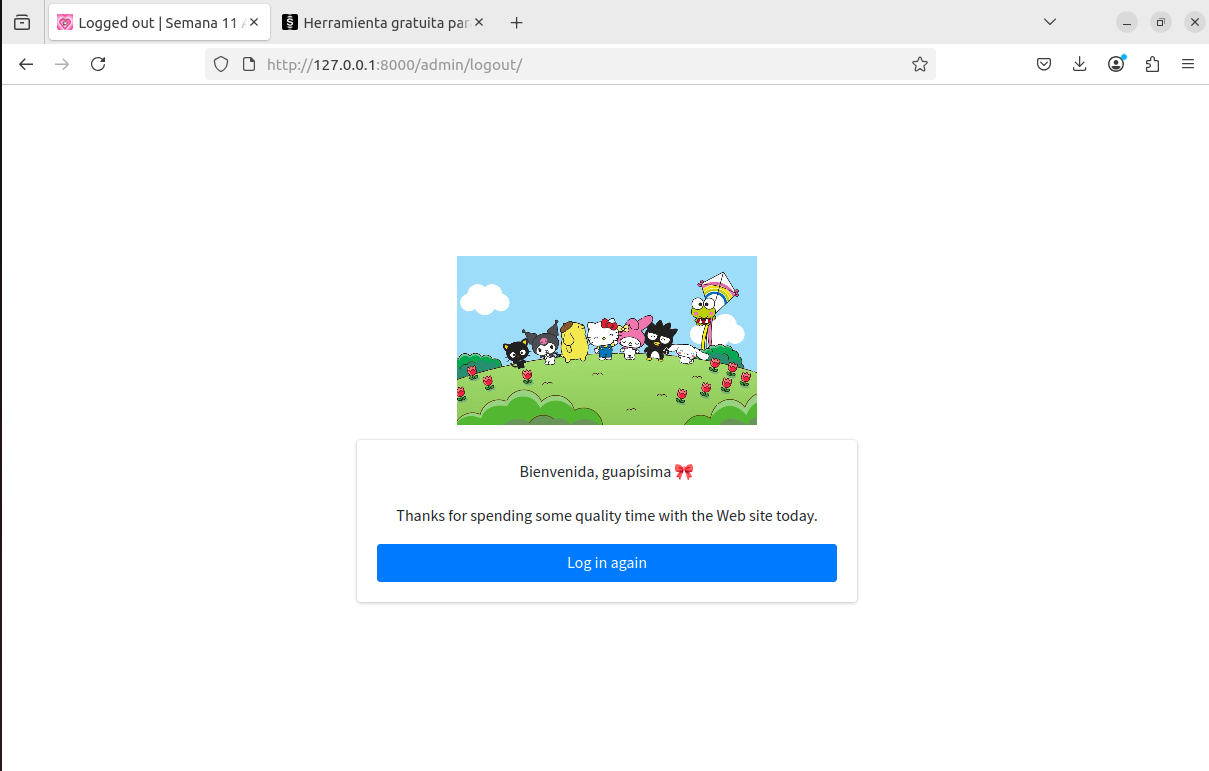 Logged out | Semana 11
Herramienta gratuita par
http://127.0.0.1:8000/admin/logout/
Bienvenida, guapísima 🎀
Thanks for spending some quality time with the Web site today.
Log in again